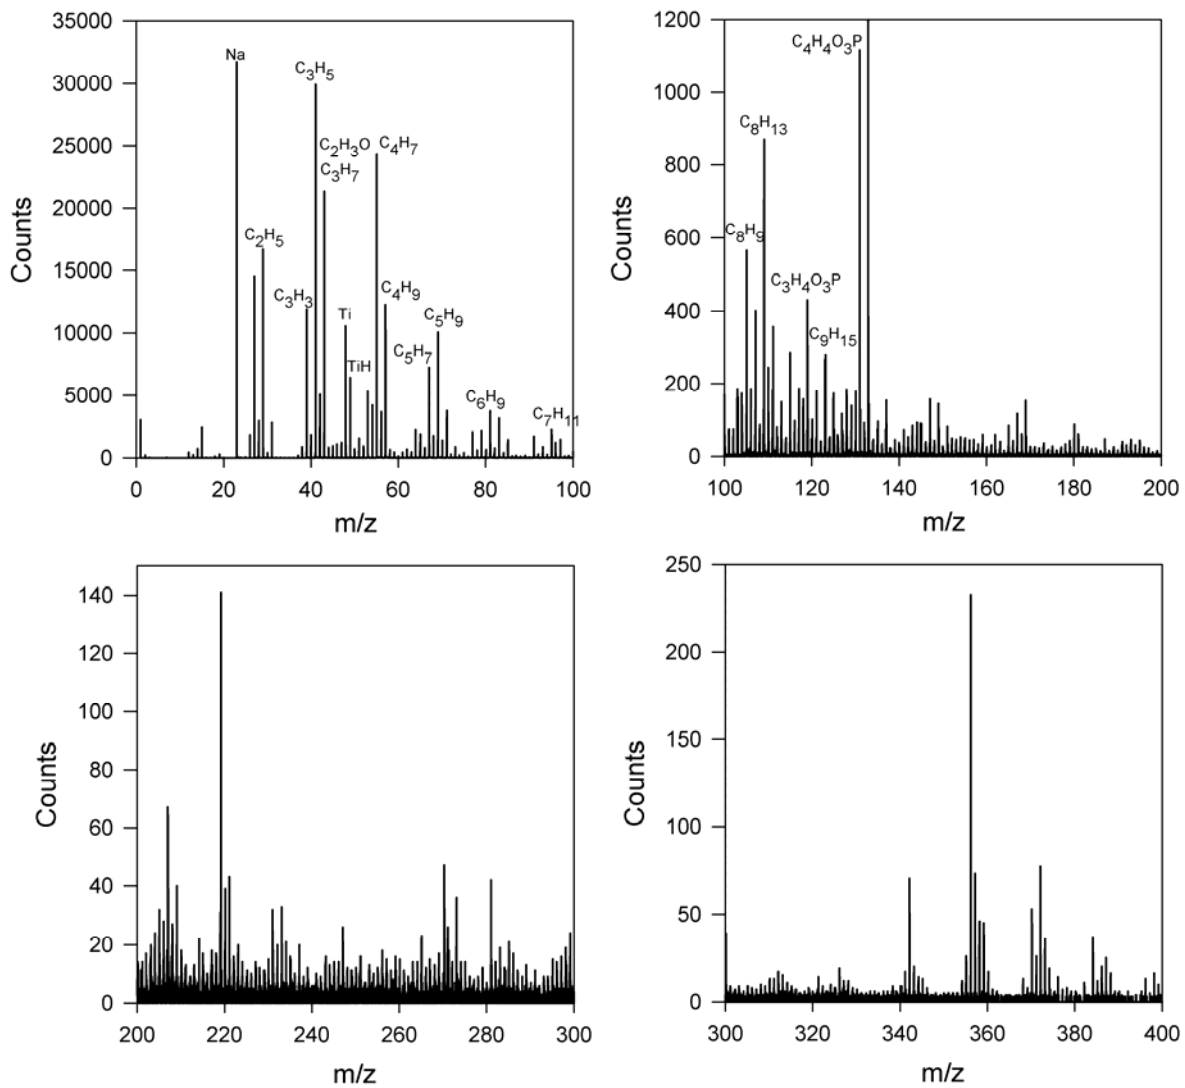 35000
30000
25000
20000
15000
10000
5000
0
Counts
Na
C2H5
C3H5
C2H3O
C3H7
C4H7
C3H3
Ti
TiH
C4H9
C5H9
C5H7
C6H9
C7H11
0 20 40 60 80 100
m/z
1200
1000
800
600
400
200
0
Counts
C4H4O3P
C8H13
C8H9
C3H4O3P
C9H15
100 120 140 160 180 200
m/z
140
120
100
80
60
40
20
0
Counts
200 220 240 260 280 300
m/z
250
200
150
100
50
0
Counts
300 320 340 360 380 400
m/z